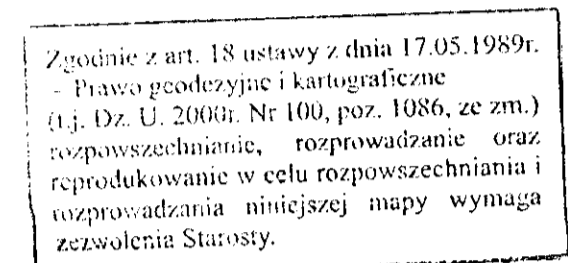 Zgodnie z art. 18 ustawy z dnia 17.05.1989r.
- Prawo geodezyjne i kartograficzne
(t.j. Dz. U. 2000r. Nr 100, poz. 1086, ze zm.)
rozpowszechnianie, rozprowadzanie oraz
reprodukowanie w celu rozpowszechniania i
rozprowadzania niniejszej mapy wymaga
zezwolenia Starosty.